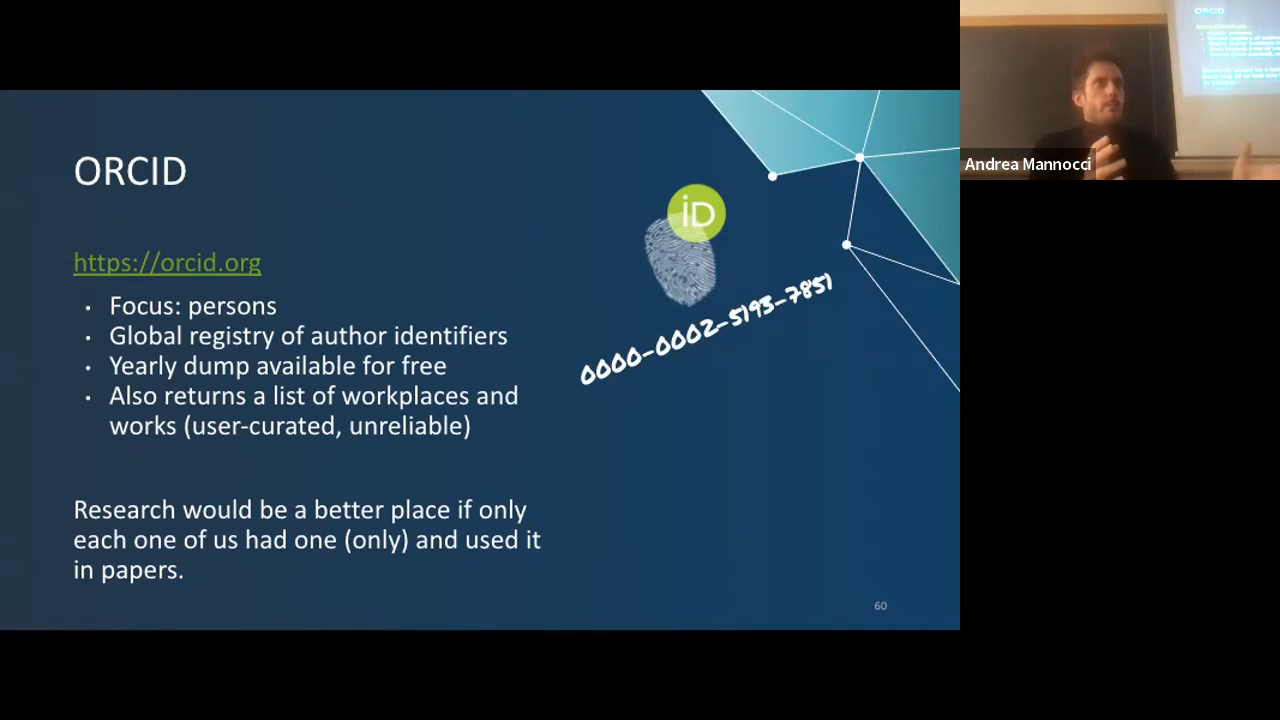 ORCID
https://orcid.org
• Focus: persons
• Global registry of author identifiers
• Yearly dump available for free
• Also returns a list of workplaces and
works (user-curated, unreliable)
Research would be a better place if only
each one of us had one (only) and used it
in papers.
iD
0000-0002-5193-7851
60
ORCID
Andrea Mannocci